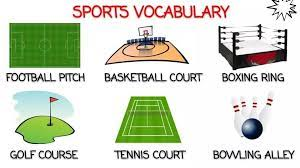 SPORTS VOCABULARY
FOOTBALL PITCH
BASKETBALL COURT
BOXING RING
GOLF COURSE
TENNIS COURT
BOWLING ALLEY